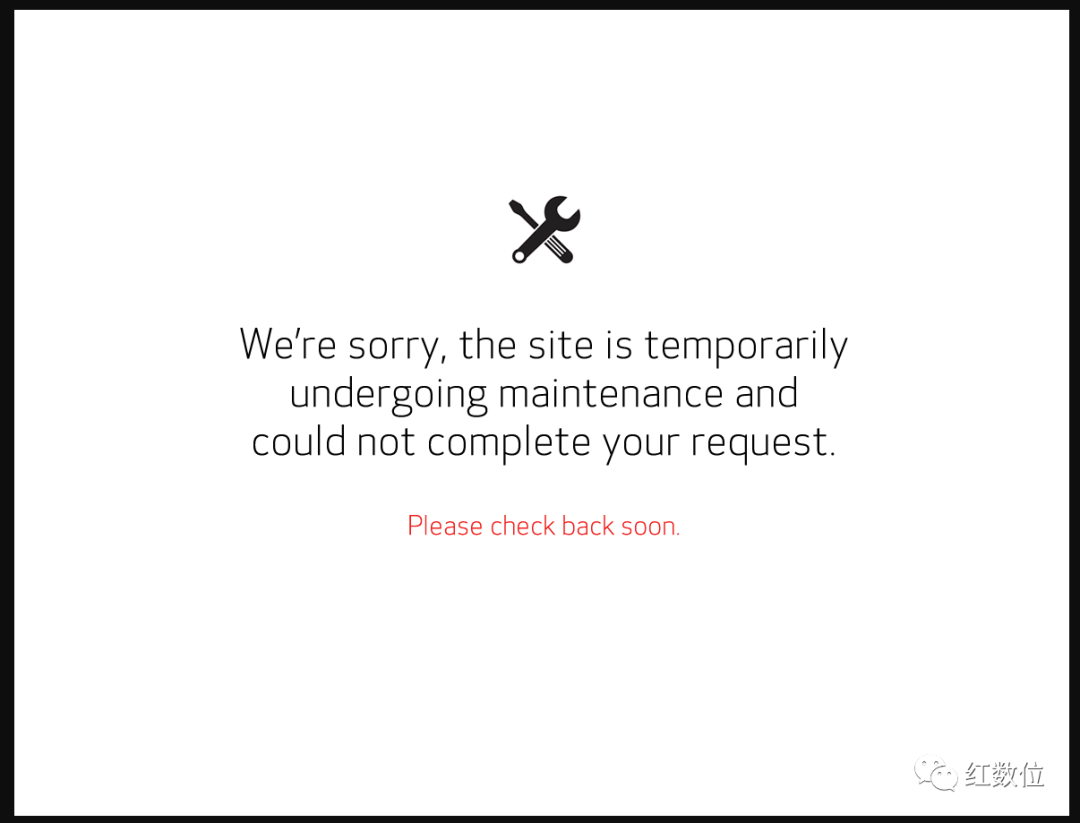 We’re sorry, the site is temporarily
undergoing maintenance and
could not complete your request.
Please check back soon.
红数位